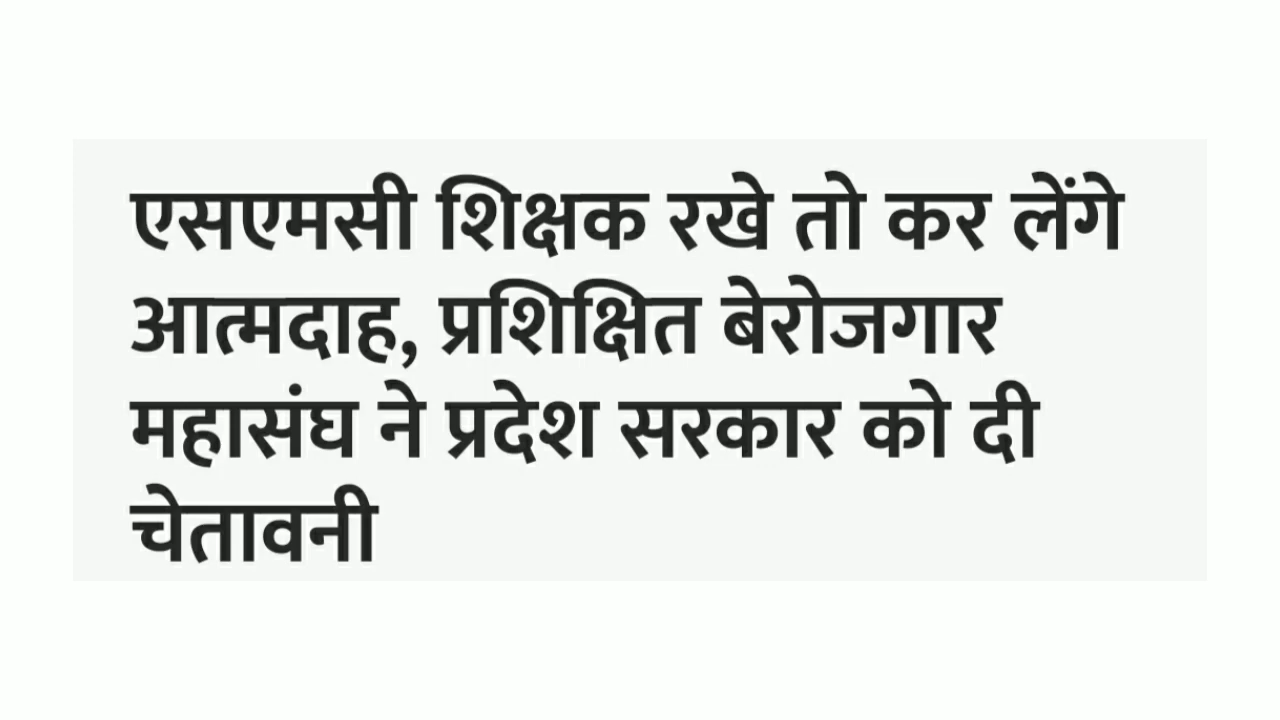 एसएमसी शिक्षक रखे तो कर लेंगे
आत्मदाह, प्रशिक्षित बेरोजगार
महासंघ ने प्रदेश सरकार को दी
चेतावनी